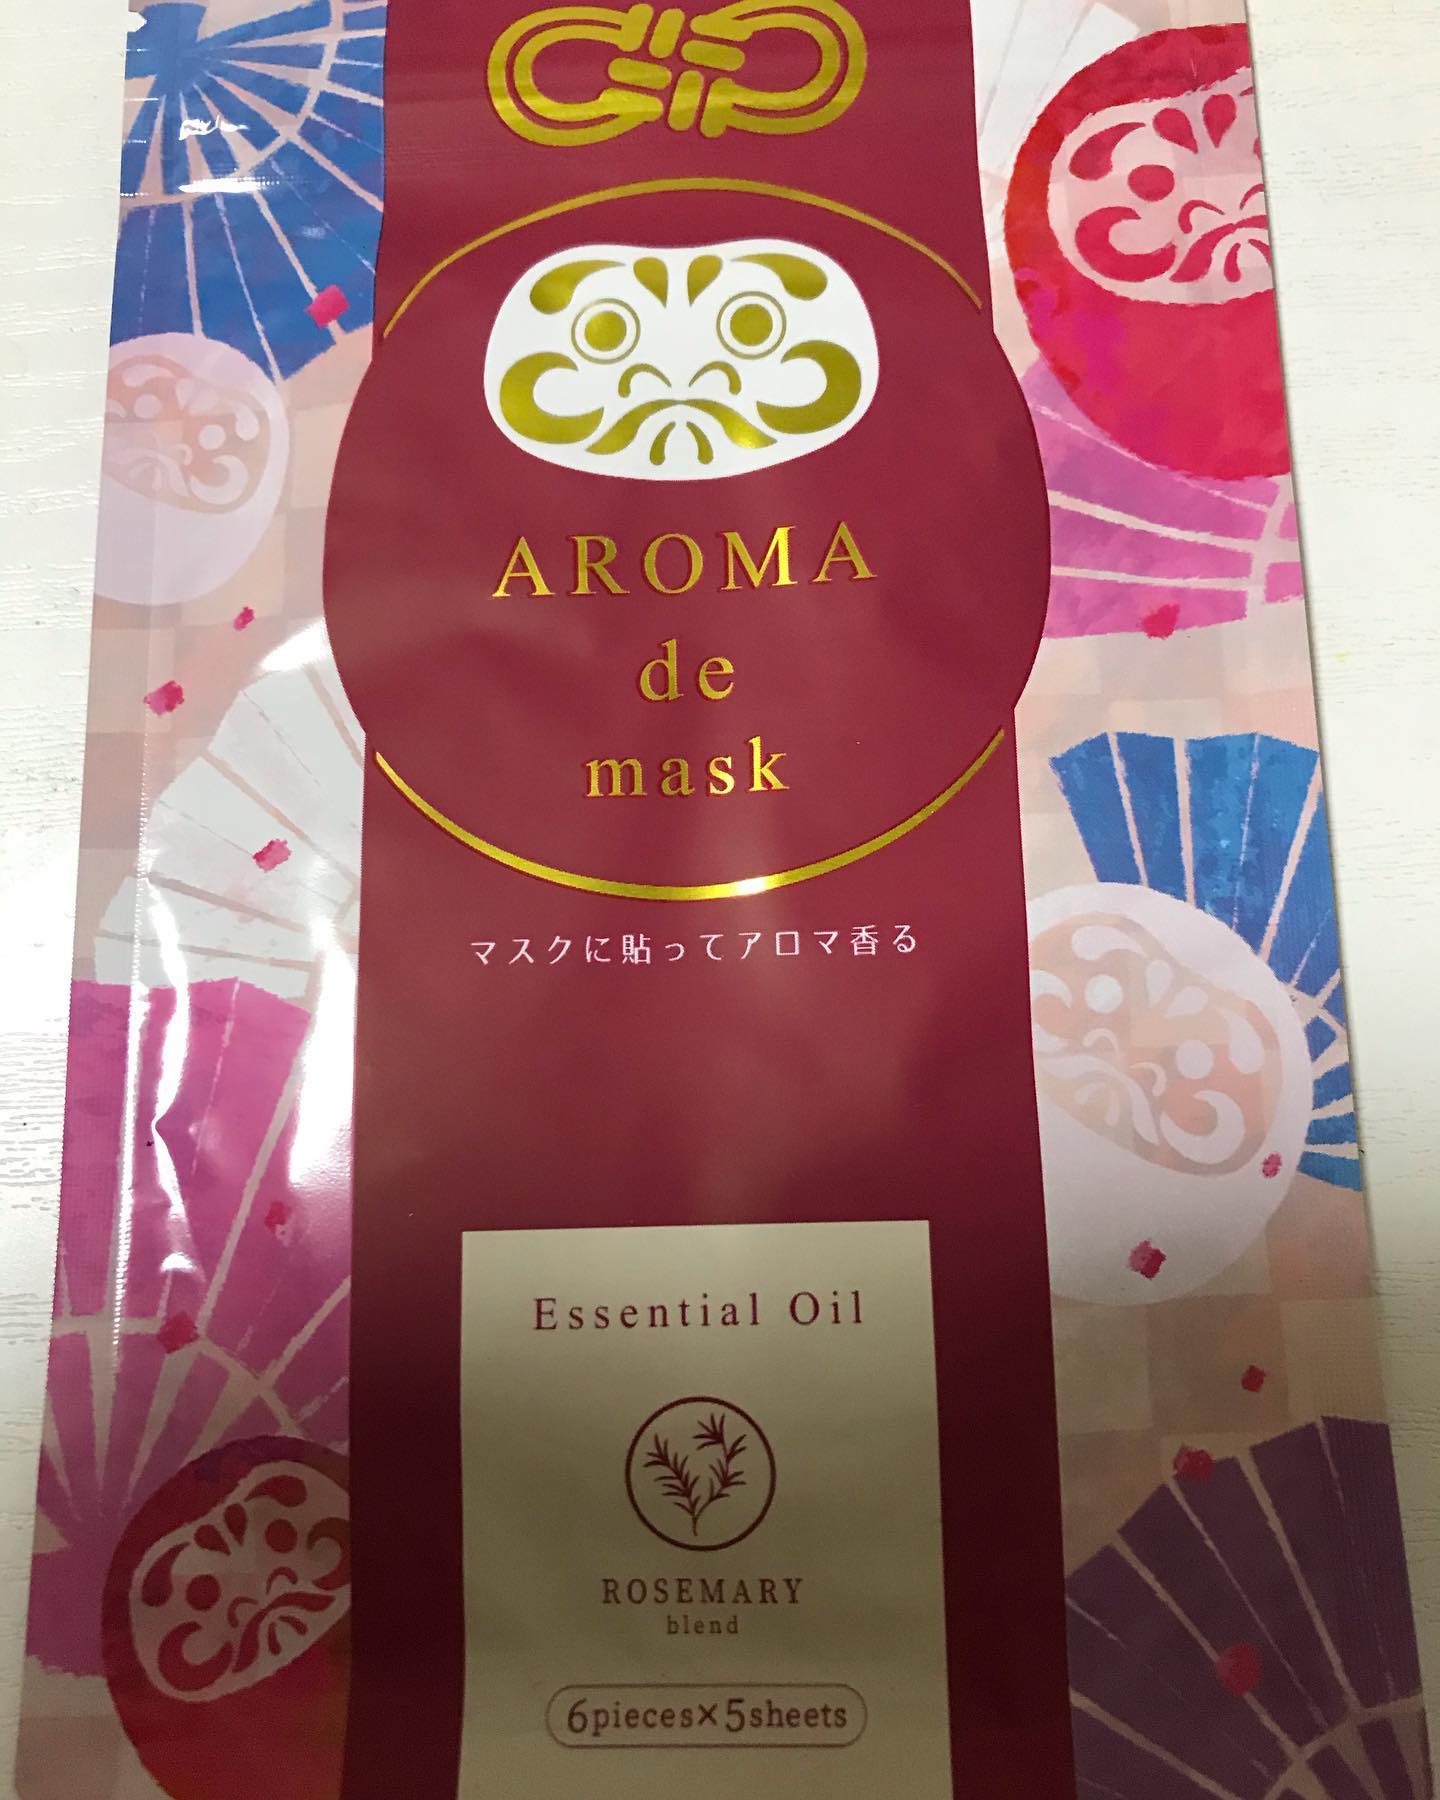 AROMA
de
mask
マスクに貼ってアロマ香る
Essential Oil
ROSEMARY
blend
6pieces×5sheets